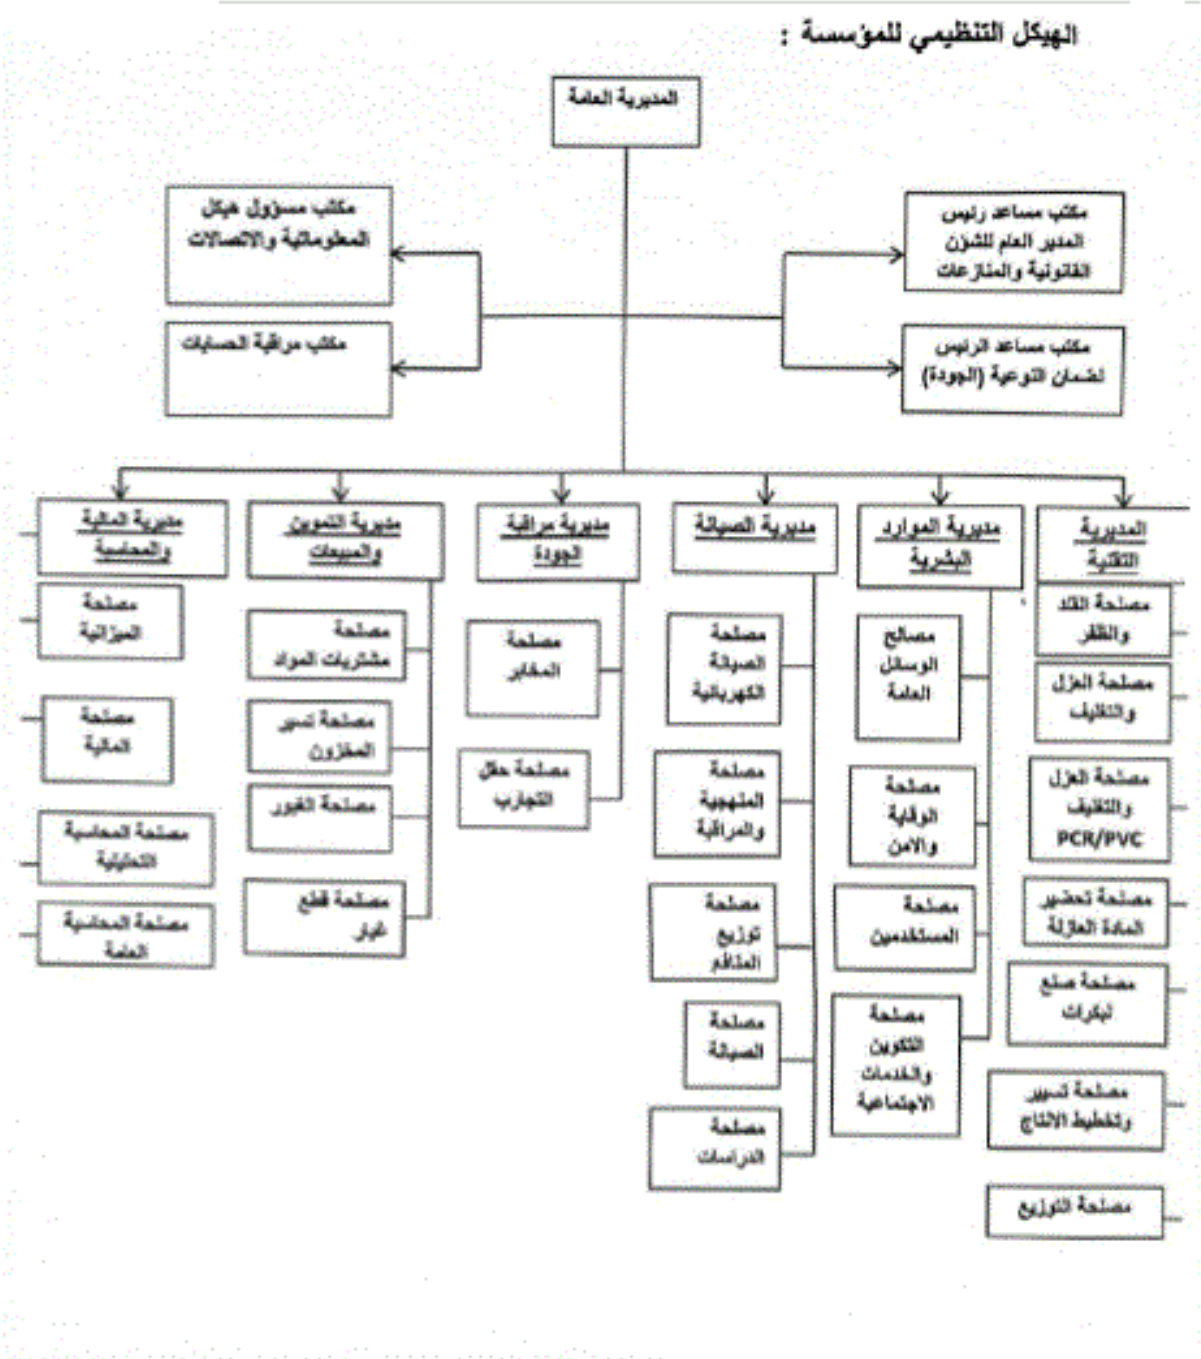 الهيكل التنظيمي للمؤسسة :
المديرية العامة
مكتب مساعد رئيس
المدير العام للشؤن
القانونية والمنازعات
مكتب مسؤول هيكل
المعلوماتية والاتصالات
مكتب مساعد الرئيس
لضمان النوعية (الجودة)
مكتب مراقبة الحسابات
المديرية
التقنية
مصلحة القلد
والظفر
مصلحة العزل
والتغليف
مصلحة العزل
والتغليف
PCR/PVC
مصلحة تحضير
المادة العازلة
مصلحة صنع
لبكرات
مصلحة تسيير
وتخطيط الانتاج
مصلحة التوزيع
مديرية الموارد
البشرية
مصالح
الوسائل
العامة
مصلحة
الوقاية
والامن
مصلحة
المستخدمين
مصلحة
التكوين
والخدمات
الاجتماعية
مديرية الصيانة
مصلحة
الصيانة
الكهربائية
مصلحة
المنهجية
والمراقبة
مصلحة
توزيع
المنافع
مصلحة
الصيانة
مصلحة
الدراسات
مديرية مراقبة
الجودة
مصلحة
المخابر
مصلحة حقل
التجارب
مديرية التموين
والمبيعات
مصلحة
مشتريات المواد
مصلحة تسير
المخزون
مصلحة العبور
مصلحة قطع
غيار
مديرية المالية
والمحاسبة
مصلحة
الميزانية
مصلحة
المالية
مصلحة المحاسبة
التحليلية
مصلحة المحاسبة
العامة